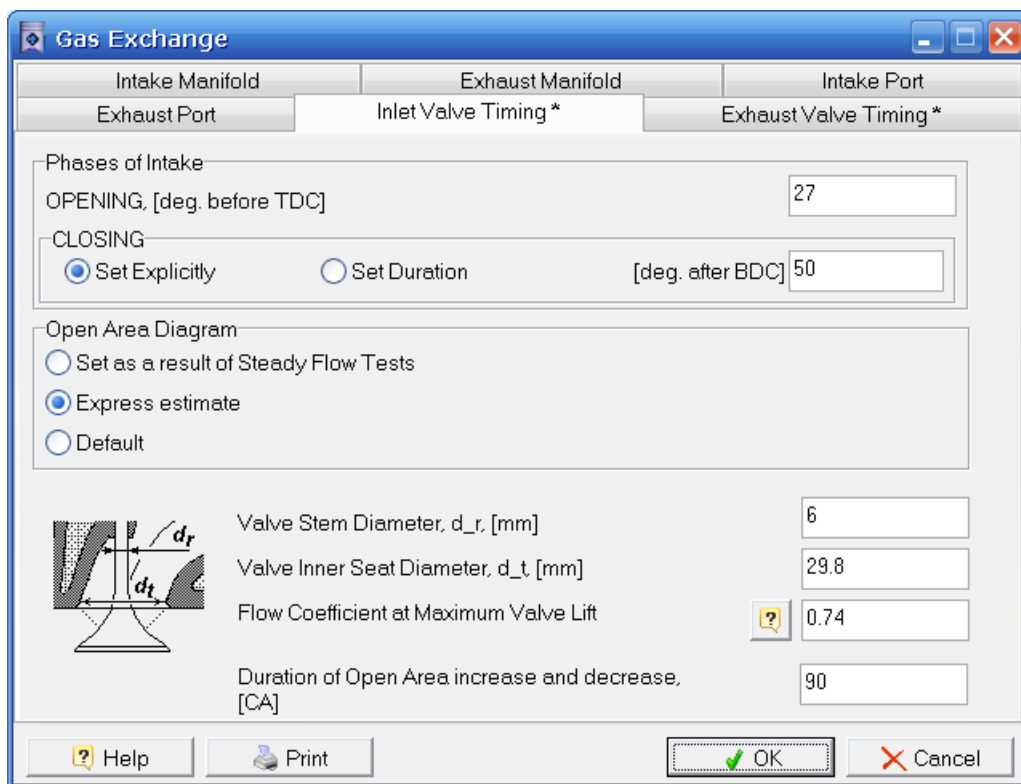 Gas Exchange
Intake Manifold Exhaust Manifold Intake Port
Exhaust Port Inlet Valve Timing * Exhaust Valve Timing *
Phases of Intake
OPENING, [deg. before TDC] 27
CLOSING
Set Explicitly Set Duration [deg. after BDC] 50
Open Area Diagram
Set as a result of Steady Flow Tests
Express estimate
Default
d_r
d_t
Valve Stem Diameter, d_r, [mm] 6
Valve Inner Seat Diameter, d_t, [mm] 29.8
Flow Coefficient at Maximum Valve Lift ? 0.74
Duration of Open Area increase and decrease, 90
[CA]
? Help Print OK Cancel